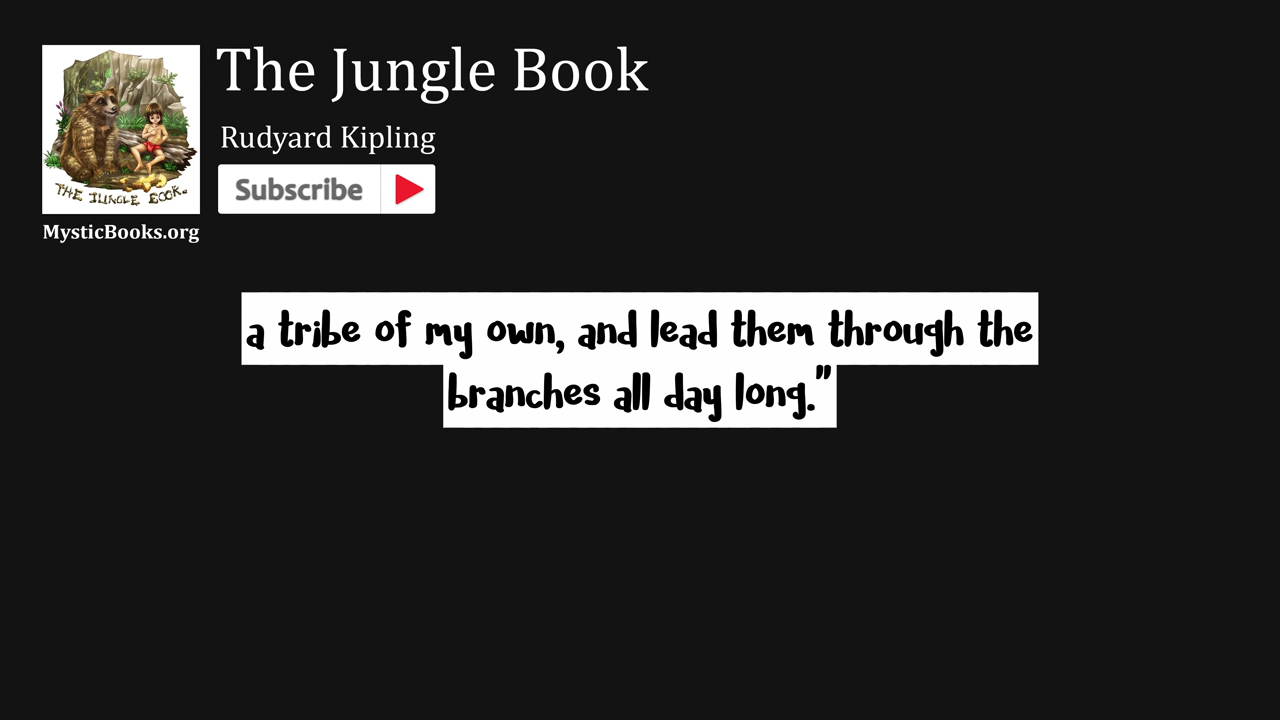 The Jungle Book
Rudyard Kipling
Subscribe
THE JUNGLE BOOK.
MysticBooks.org
a tribe of my own, and lead them through the
branches all day long.”